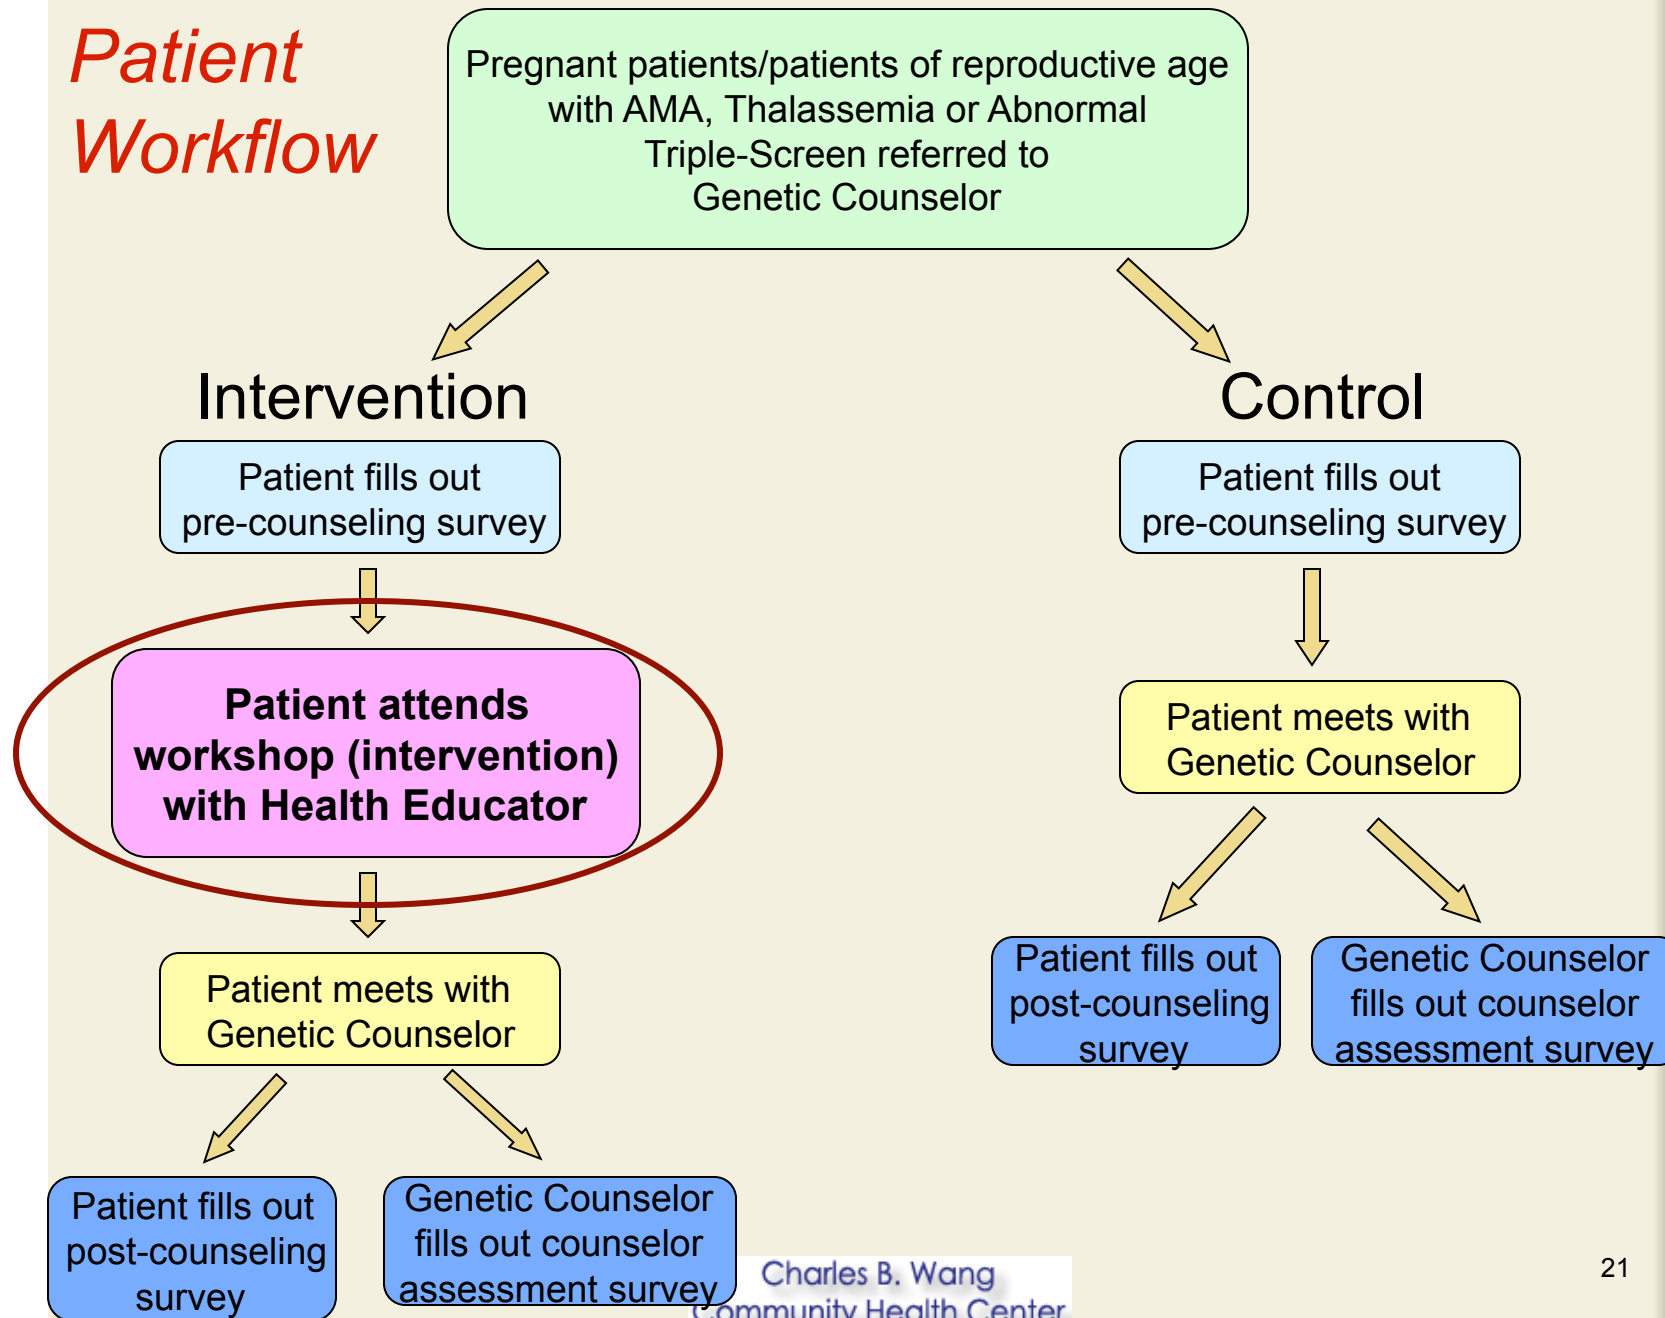 Patient
Workflow
Pregnant patients/patients of reproductive age
with AMA, Thalassemia or Abnormal
Triple-Screen referred to
Genetic Counselor
Intervention
Patient fills out
pre-counseling survey
Patient attends
workshop (intervention)
with Health Educator
Patient meets with
Genetic Counselor
Patient fills out
post-counseling
survey
Genetic Counselor
fills out counselor
assessment survey
Control
Patient fills out
pre-counseling survey
Patient meets with
Genetic Counselor
Patient fills out
post-counseling
survey
Genetic Counselor
fills out counselor
assessment survey
Charles B. Wang
Community Health Center
21